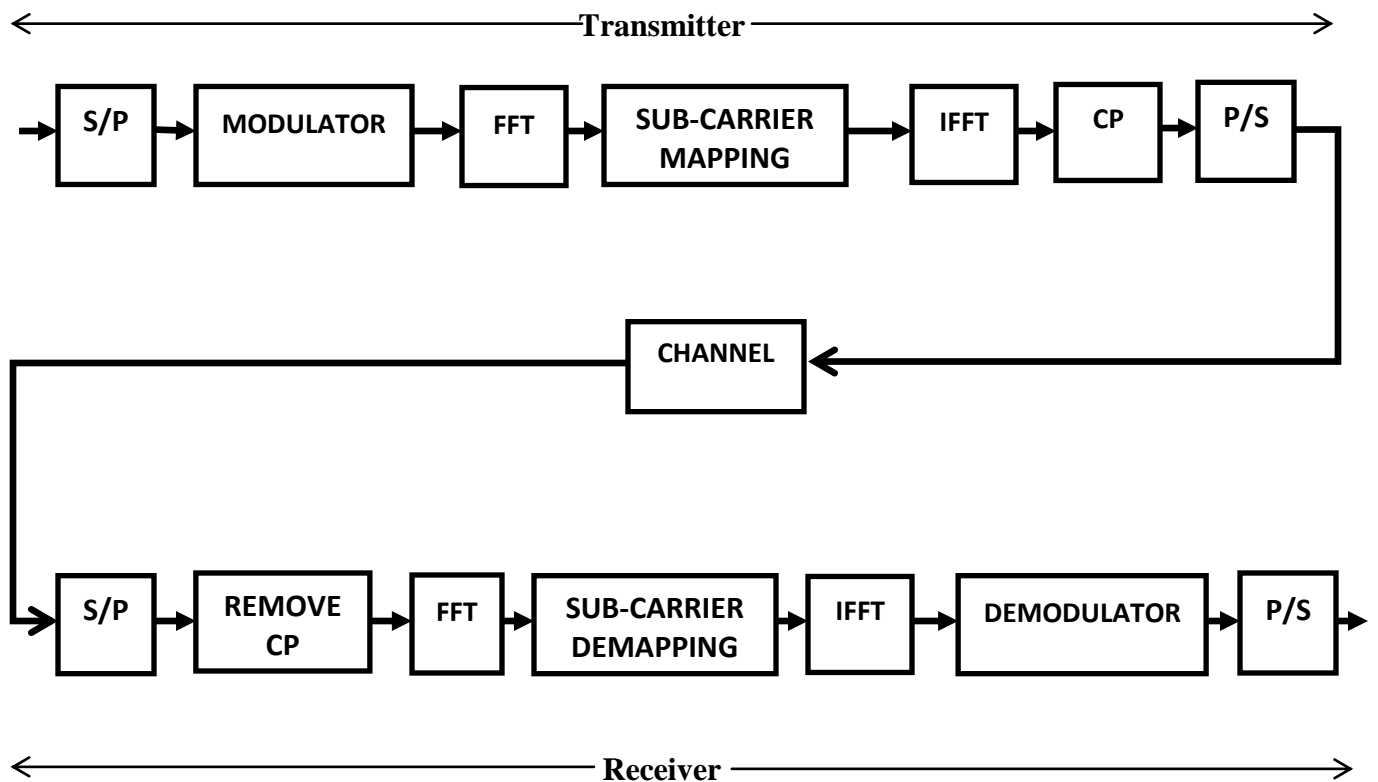 Transmitter
S/P
MODULATOR
FFT
SUB-CARRIER
MAPPING
IFFT
CP
P/S
CHANNEL
S/P
REMOVE
CP
FFT
SUB-CARRIER
DEMAPPING
IFFT
DEMODULATOR
P/S
Receiver